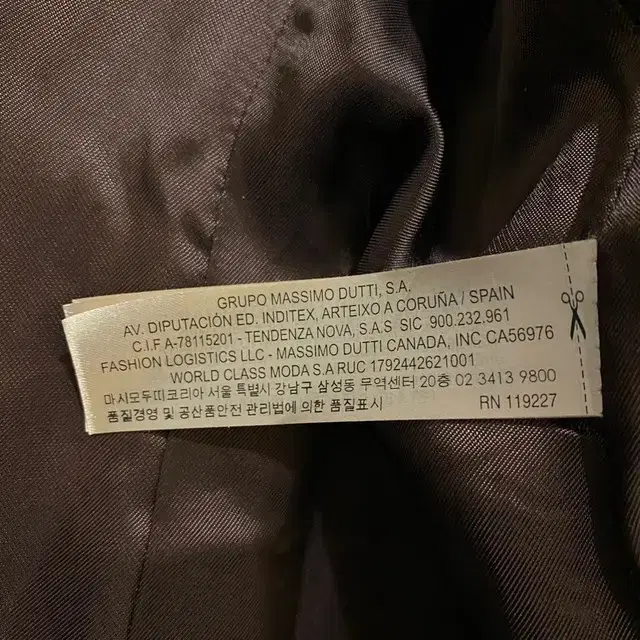 GRUPO MASSIMO DUTTI, S.A.
AV. DIPUTACIÓN ED. INDITEX, ARTEIXO A CORUÑA / SPAIN
C.I.F A-78115201 - TENDENZA NOVA, S.A.S SIC 900.232.961
FASHION LOGISTICS LLC - MASSIMO DUTTI CANADA, INC CA56976
WORLD CLASS MODA S.A RUC 1792442621001
마시모두띠코리아 서울 특별시 강남구 삼성동 무역센터 20층 02 3413 9800
품질경영 및 공산품안전 관리법에 의한 품질표시 RN 119227